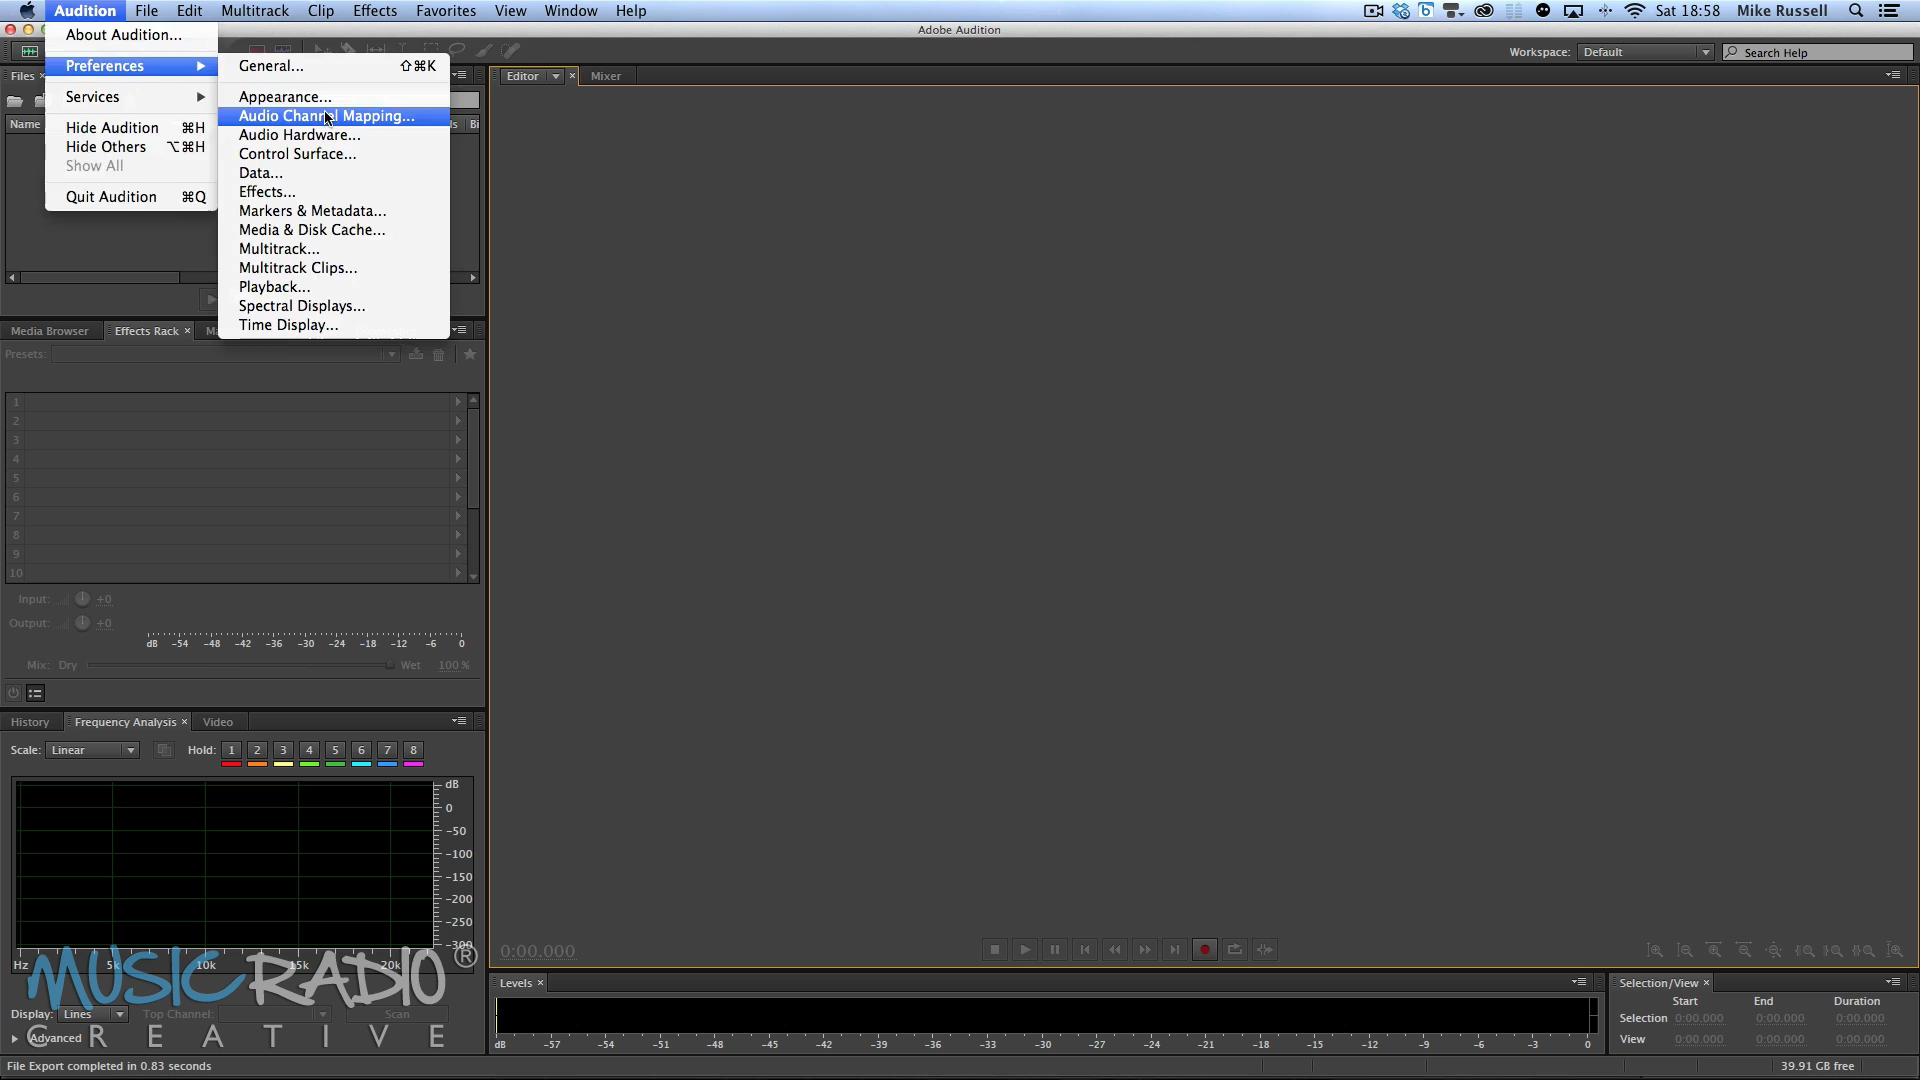 Audition File Edit Multitrack Clip Effects Favorites View Window Help Sat 18:58 Mike Russell
Adobe Audition
About Audition...
Preferences
Services
Hide Audition ⌘H
Hide Others ⌥⌘H
Show All
Quit Audition ⌘Q
General... ⇧⌘K
Appearance...
Audio Channel Mapping...
Audio Hardware...
Control Surface...
Data...
Effects...
Markers & Metadata...
Media & Disk Cache...
Multitrack...
Multitrack Clips...
Playback...
Spectral Displays...
Time Display...
Workspace: Default Search Help
Files
Name
Editor Mixer
Media Browser Effects Rack
Presets:
1
2
3
4
5
6
7
8
9
10
Input: +0
Output: +0
dB -54 -48 -42 -36 -30 -24 -18 -12 -6 0
Mix: Dry Wet 100 %
History Frequency Analysis Video
Scale: Linear Hold: 1 2 3 4 5 6 7 8
dB
0
-50
-100
-150
-200
-250
-300
Hz 5k 10k 15k 20k
MUSIC RADIO ®
CREATIVE
Display: Lines Top Channel: Scan
Advanced
0:00.000
Levels
dB -57 -54 -51 -48 -45 -42 -39 -36 -33 -30 -27 -24 -21 -18 -15 -12 -9 -6 -3 0
Selection/View
Start End Duration
Selection 0:00.000 0:00.000 0:00.000
View 0:00.000 0:00.000 0:00.000
File Export completed in 0.83 seconds
39.91 GB free